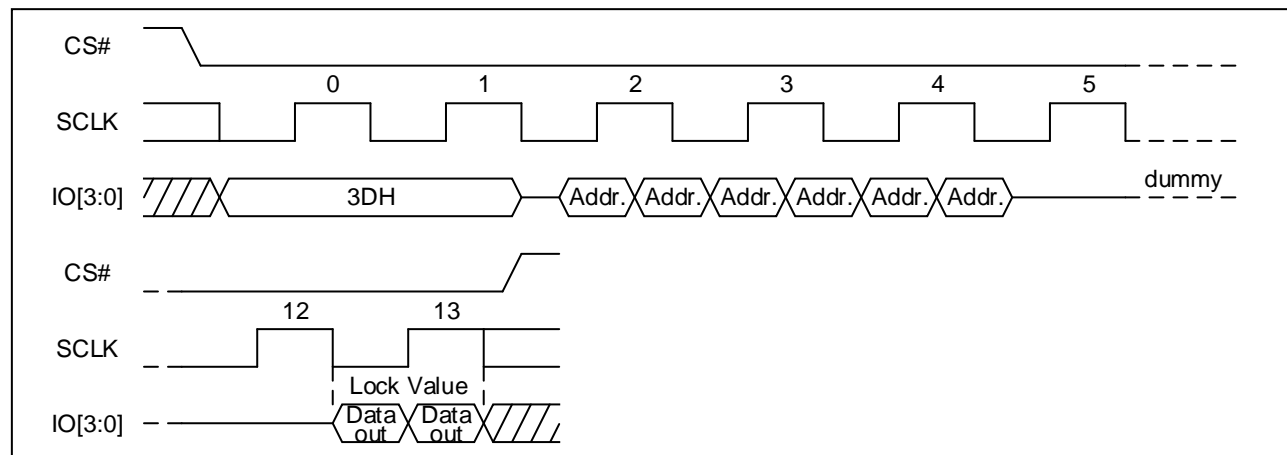 CS#
0 1 2 3 4 5
SCLK
IO[3:0] 3DH Addr. Addr. Addr. Addr. Addr. Addr. dummy
CS#
12 13
SCLK
Lock Value
IO[3:0] Data out Data out